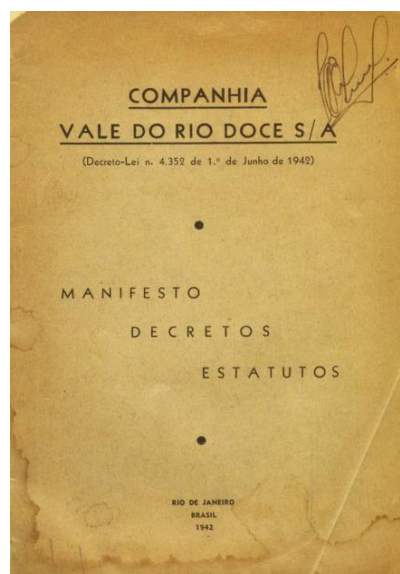 COMPANHIA
VALE DO RIO DOCE S/A
(Decreto-Lei n. 4.352 de 1.º de Junho de 1942)
MANIFESTO
DECRETOS
ESTATUTOS
RIO DE JANEIRO
BRASIL
1942